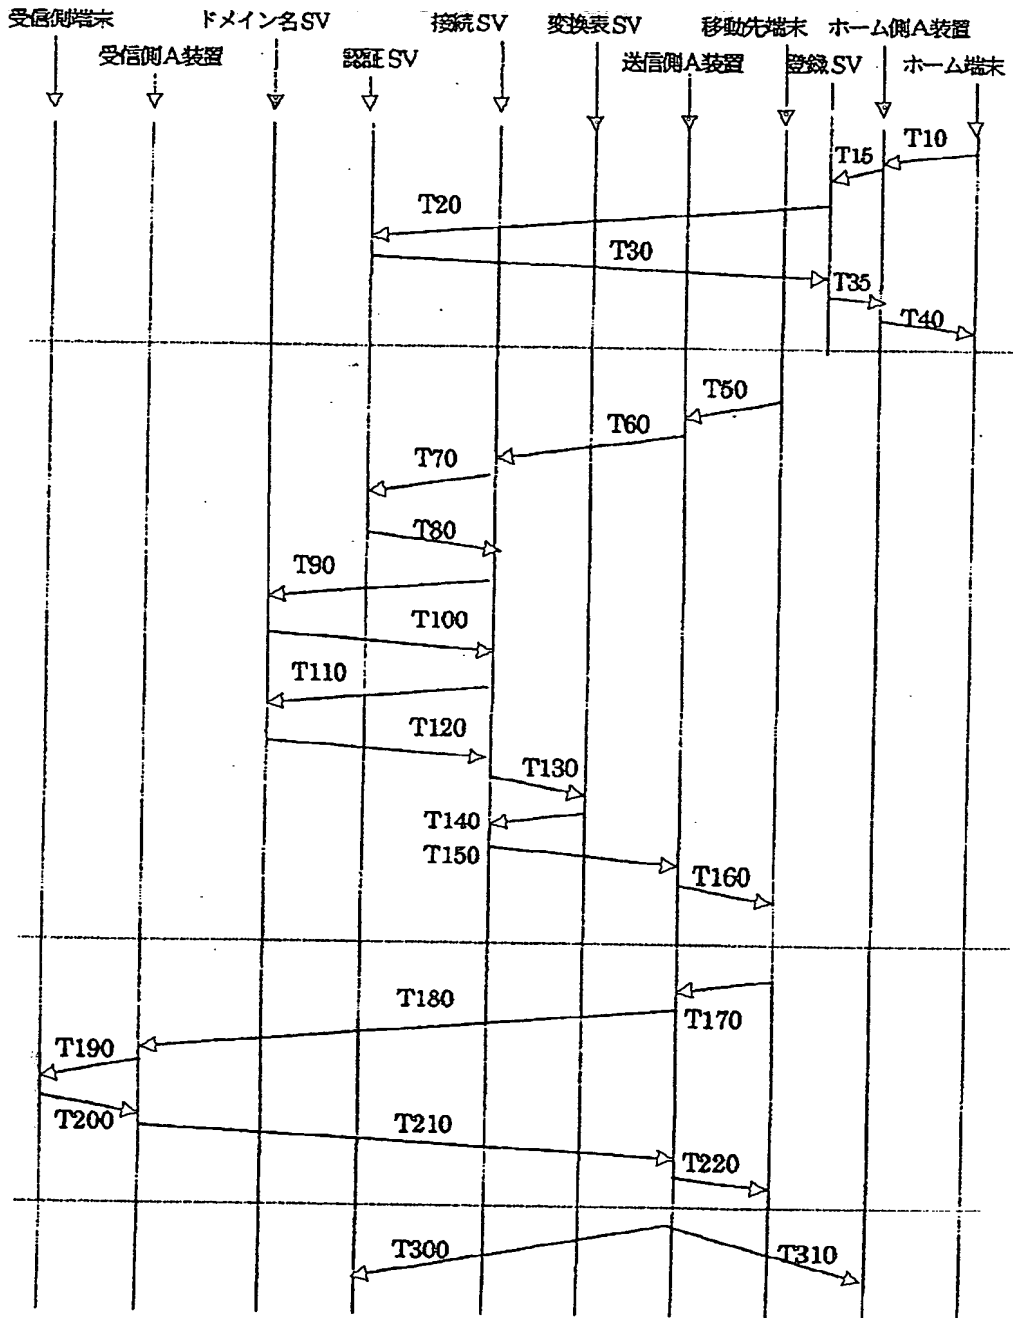 受信側端末 ドメイン名SV 接続SV 変換表SV 移動先端末 ホーム側A装置
受信側A装置 認証SV 送信側A装置 登録SV ホーム端末
T10
T15
T20
T30
T35
T40
T50
T60
T70
T80
T90
T100
T110
T120
T130
T140
T150
T160
T180
T170
T190
T200
T210
T220
T300
T310